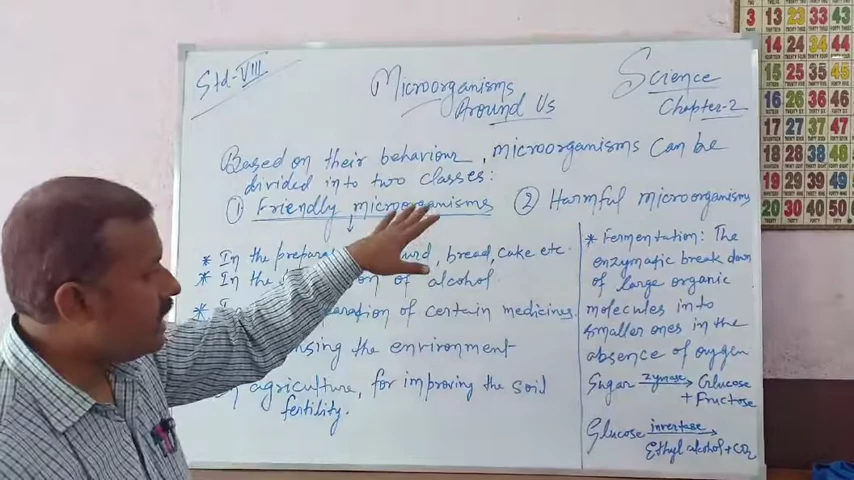 Std-VIII
Microorganisms
Around Us
Science
Chapter-2
Based on their behaviour, microorganisms can be
divided into two classes:
① Friendly microorganisms
② Harmful microorganisms
* In the preparation of curd, bread, cake etc.
* In the of alcohol
* of certain medicines.
the environment
agriculture, for improving the soil
fertility.
* Fermentation: The
enzymatic break down
of large organic
molecules into
smaller ones in the
absence of oxygen
Sugar zymase→ Glucose
+ Fructose
Glucose invertase→
Ethyl alcohol + CO2
3 13 23 33 43
14 24 34 44
15 25 35 45
16 26 36 46
17 27 37 47
18 28 38 48
19 29 39 49
20 30 40 50